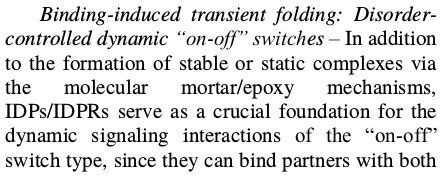 Binding-induced transient folding: Disorder-
controlled dynamic “on-off” switches – In addition
to the formation of stable or static complexes via
the molecular mortar/epoxy mechanisms,
IDPs/IDPRs serve as a crucial foundation for the
dynamic signaling interactions of the “on-off”
switch type, since they can bind partners with both